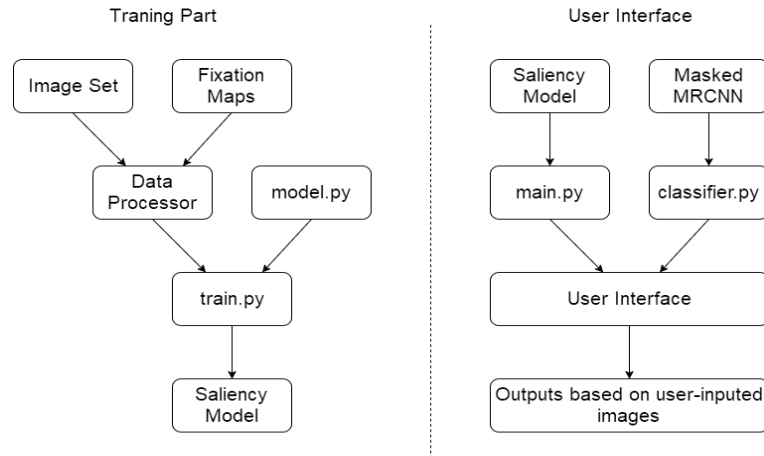 Traning Part
User Interface
Image Set
Fixation
Maps
Saliency
Model
Masked
MRCNN
Data
Processor
model.py
main.py
classifier.py
train.py
User Interface
Saliency
Model
Outputs based on user-inputed
images